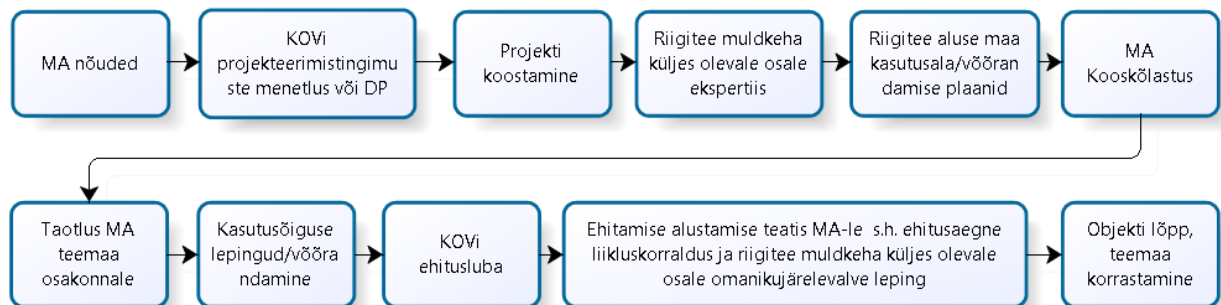 MA nõuded
KOVi
projekteerimistingimu
ste menetlus või DP
Projekti
koostamine
Riigitee muldkeha
küljes olevale osale
ekspertiis
Riigitee aluse maa
kasutusala/võõran
damise plaanid
MA
Kooskõlastus
Taotlus MA
teemaa
osakonnale
Kasutusõiguse
lepingud/võõra
ndamine
KOVi
ehitusluba
Ehitamise alustamise teatis MA-le s.h. ehitusaegne
liikluskorraldus ja riigitee muldkeha küljes olevale
osale omanikujärelevalve leping
Objekti lõpp,
teemaa
korrastamine